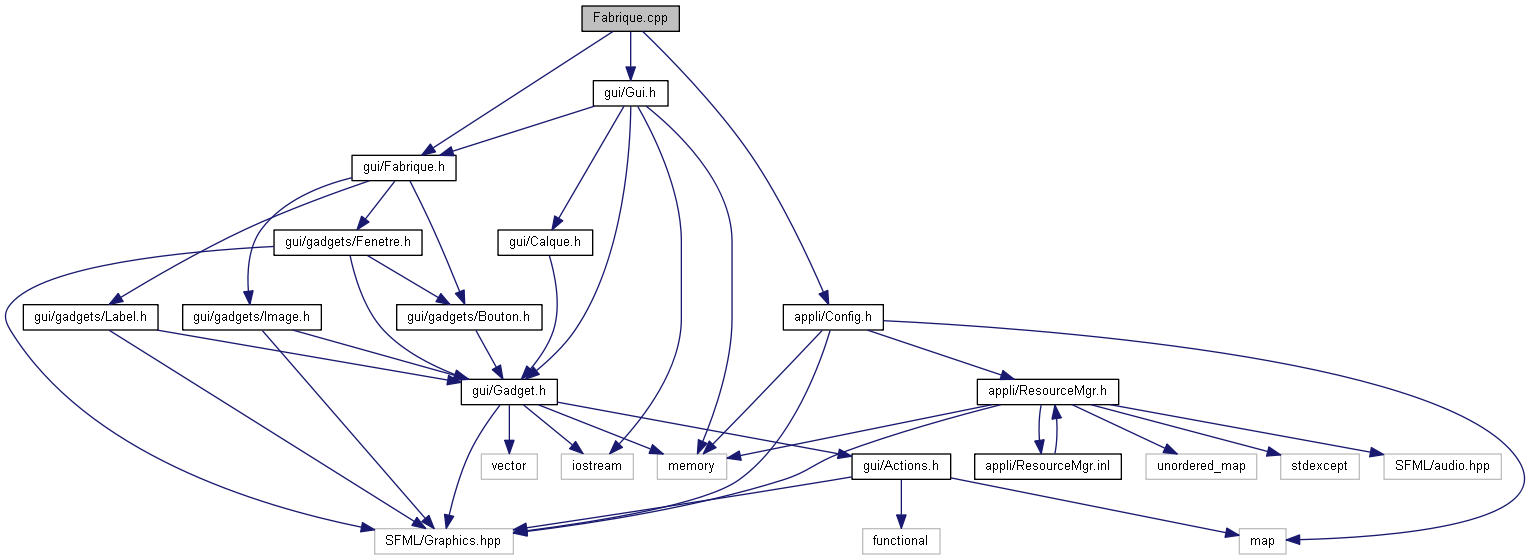 Fabrique.cpp
gui/Gui.h
gui/Fabrique.h
gui/gadgets/Fenetre.h
gui/Calque.h
gui/gadgets/Label.h
gui/gadgets/Image.h
gui/gadgets/Bouton.h
appli/Config.h
gui/Gadget.h
appli/ResourceMgr.h
vector
iostream
memory
gui/Actions.h
appli/ResourceMgr.inl
unordered_map
stdexcept
SFML/audio.hpp
SFML/Graphics.hpp
functional
map